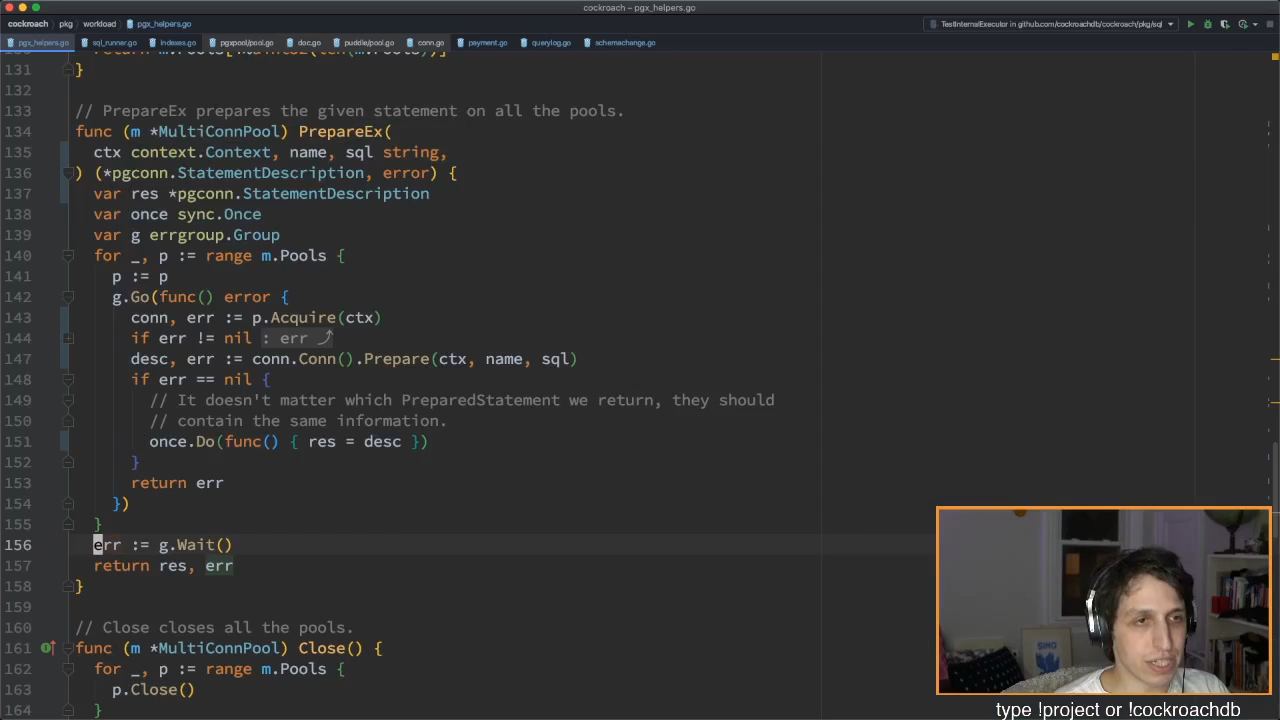 cockroach – pgx_helpers.go
cockroach pkg workload pgx_helpers.go
TestInternalExecutor in github.com/cockroachdb/cockroach/pkg/sql
pgx_helpers.go sql_runner.go indexes.go pgxpool/pool.go doc.go puddle/pool.go conn.go payment.go querylog.go schemachange.go
131 }
132
133 // PrepareEx prepares the given statement on all the pools.
134 func (m *MultiConnPool) PrepareEx(
135 ctx context.Context, name, sql string,
136 ) (*pgconn.StatementDescription, error) {
137 var res *pgconn.StatementDescription
138 var once sync.Once
139 var g errgroup.Group
140 for _, p := range m.Pools {
141 p := p
142 g.Go(func() error {
143 conn, err := p.Acquire(ctx)
144 if err != nil : err
147 desc, err := conn.Conn().Prepare(ctx, name, sql)
148 if err == nil {
149 // It doesn't matter which PreparedStatement we return, they should
150 // contain the same information.
151 once.Do(func() { res = desc })
152 }
153 return err
154 })
155 }
156 err := g.Wait()
157 return res, err
158 }
159
160 // Close closes all the pools.
161 func (m *MultiConnPool) Close() {
162 for _, p := range m.Pools {
163 p.Close()
164 }
type !project or !cockroachdb